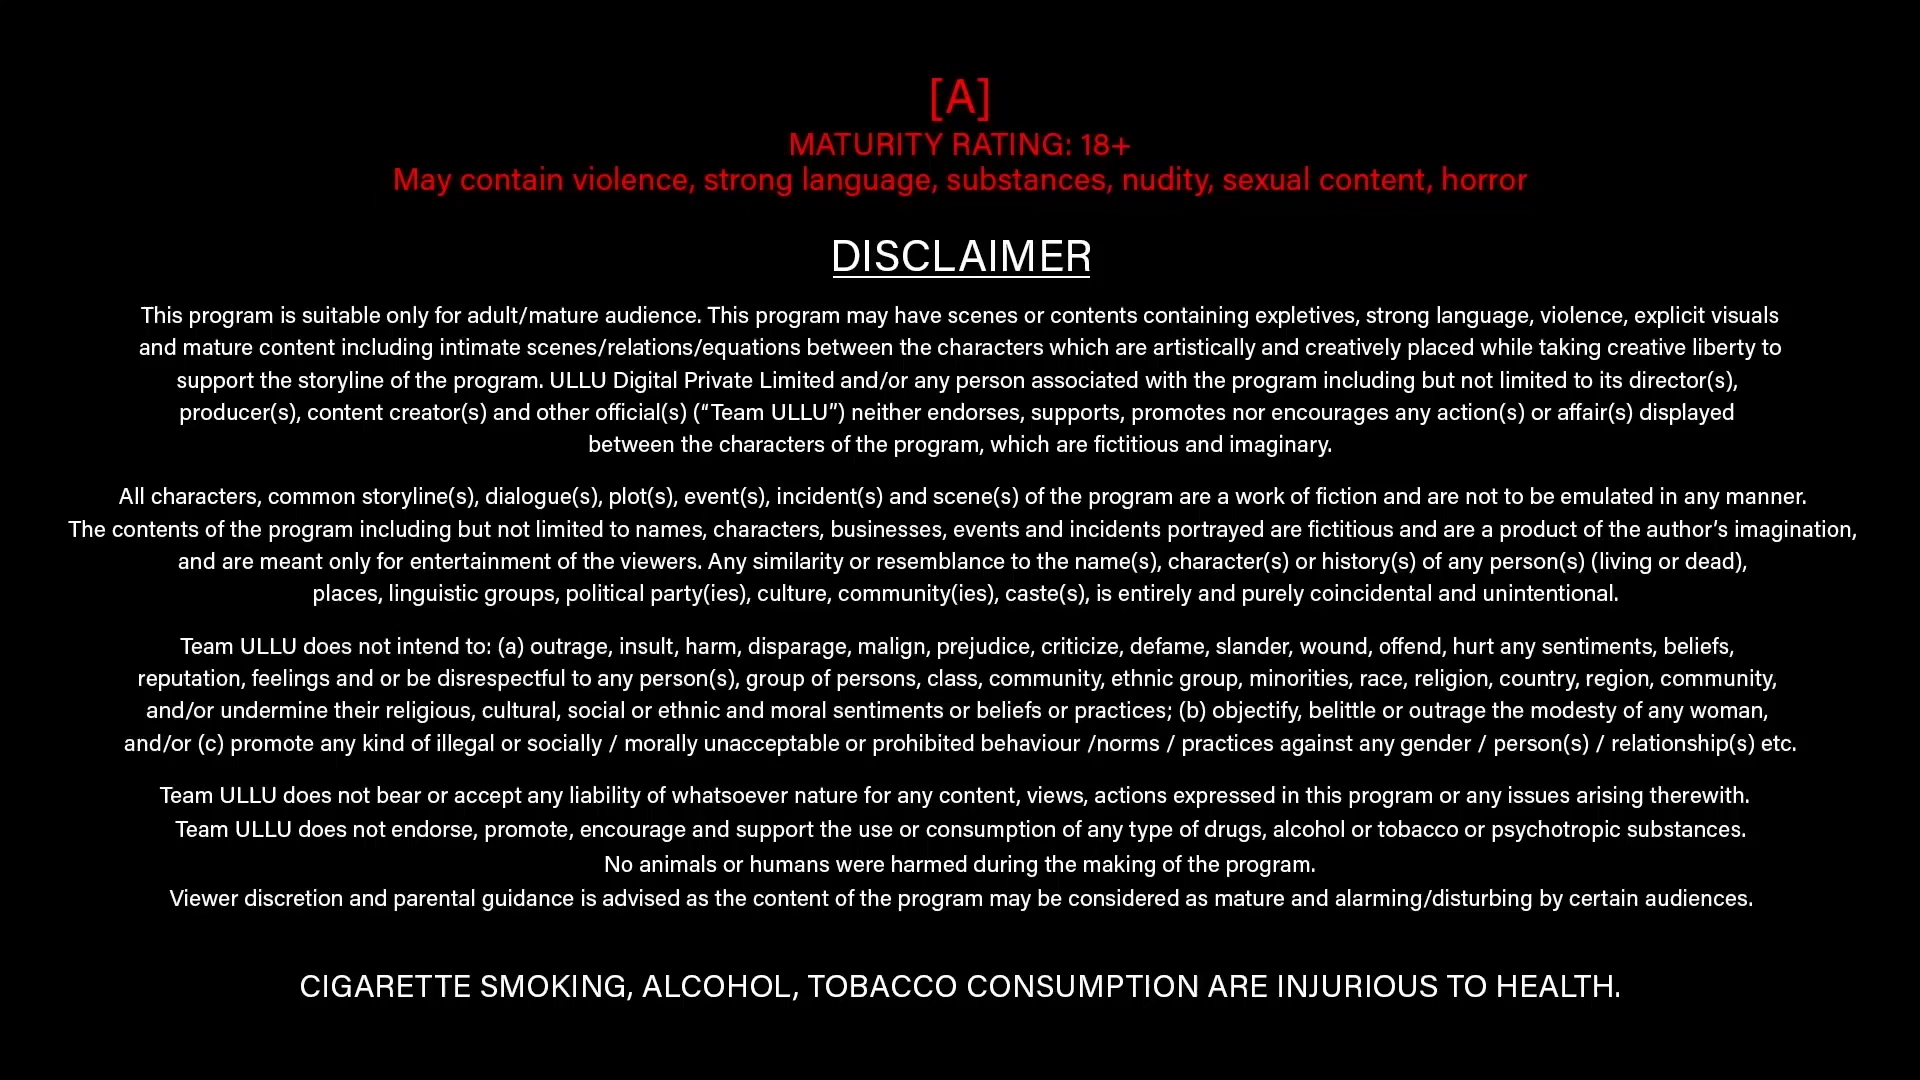 [A]
MATURITY RATING: 18+
May contain violence, strong language, substances, nudity, sexual content, horror
DISCLAIMER
This program is suitable only for adult/mature audience. This program may have scenes or contents containing expletives, strong language, violence, explicit visuals
and mature content including intimate scenes/relations/equations between the characters which are artistically and creatively placed while taking creative liberty to
support the storyline of the program. ULLU Digital Private Limited and/or any person associated with the program including but not limited to its director(s),
producer(s), content creator(s) and other official(s) (“Team ULLU”) neither endorses, supports, promotes nor encourages any action(s) or affair(s) displayed
between the characters of the program, which are fictitious and imaginary.
All characters, common storyline(s), dialogue(s), plot(s), event(s), incident(s) and scene(s) of the program are a work of fiction and are not to be emulated in any manner.
The contents of the program including but not limited to names, characters, businesses, events and incidents portrayed are fictitious and are a product of the author’s imagination,
and are meant only for entertainment of the viewers. Any similarity or resemblance to the name(s), character(s) or history(s) of any person(s) (living or dead),
places, linguistic groups, political party(ies), culture, community(ies), caste(s), is entirely and purely coincidental and unintentional.
Team ULLU does not intend to: (a) outrage, insult, harm, disparage, malign, prejudice, criticize, defame, slander, wound, offend, hurt any sentiments, beliefs,
reputation, feelings and or be disrespectful to any person(s), group of persons, class, community, ethnic group, minorities, race, religion, country, region, community,
and/or undermine their religious, cultural, social or ethnic and moral sentiments or beliefs or practices; (b) objectify, belittle or outrage the modesty of any woman,
and/or (c) promote any kind of illegal or socially / morally unacceptable or prohibited behaviour /norms / practices against any gender / person(s) / relationship(s) etc.
Team ULLU does not bear or accept any liability of whatsoever nature for any content, views, actions expressed in this program or any issues arising therewith.
Team ULLU does not endorse, promote, encourage and support the use or consumption of any type of drugs, alcohol or tobacco or psychotropic substances.
No animals or humans were harmed during the making of the program.
Viewer discretion and parental guidance is advised as the content of the program may be considered as mature and alarming/disturbing by certain audiences.
CIGARETTE SMOKING, ALCOHOL, TOBACCO CONSUMPTION ARE INJURIOUS TO HEALTH.